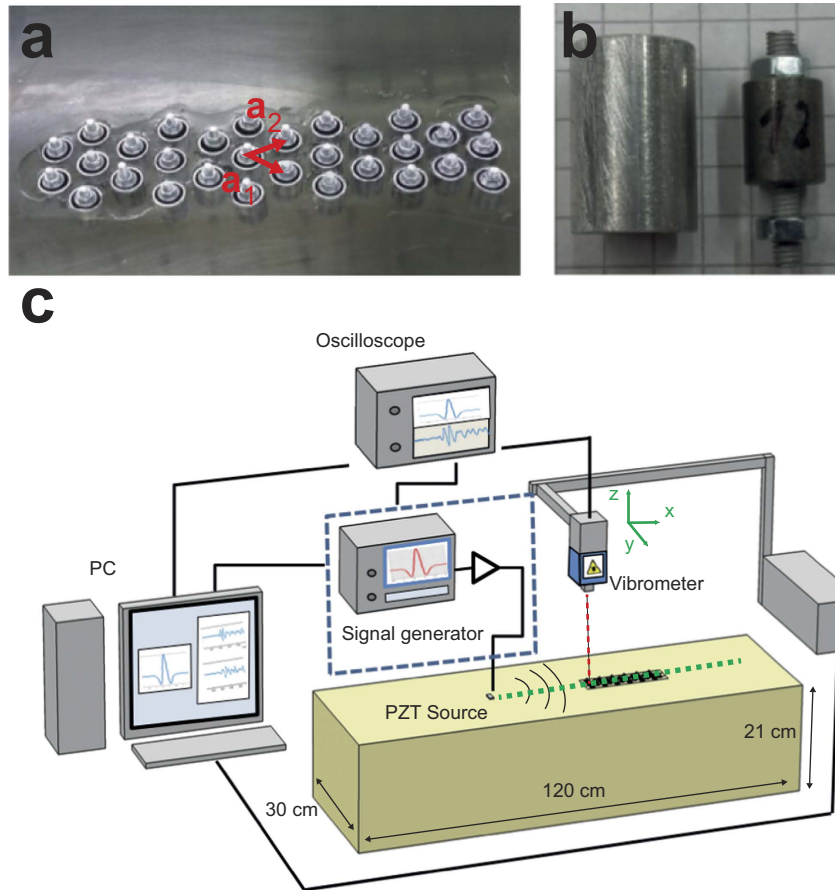 a
a2
a1
b
12
c
Oscilloscope
z
x
y
PC
Vibrometer
Signal generator
PZT Source
21 cm
120 cm
30 cm